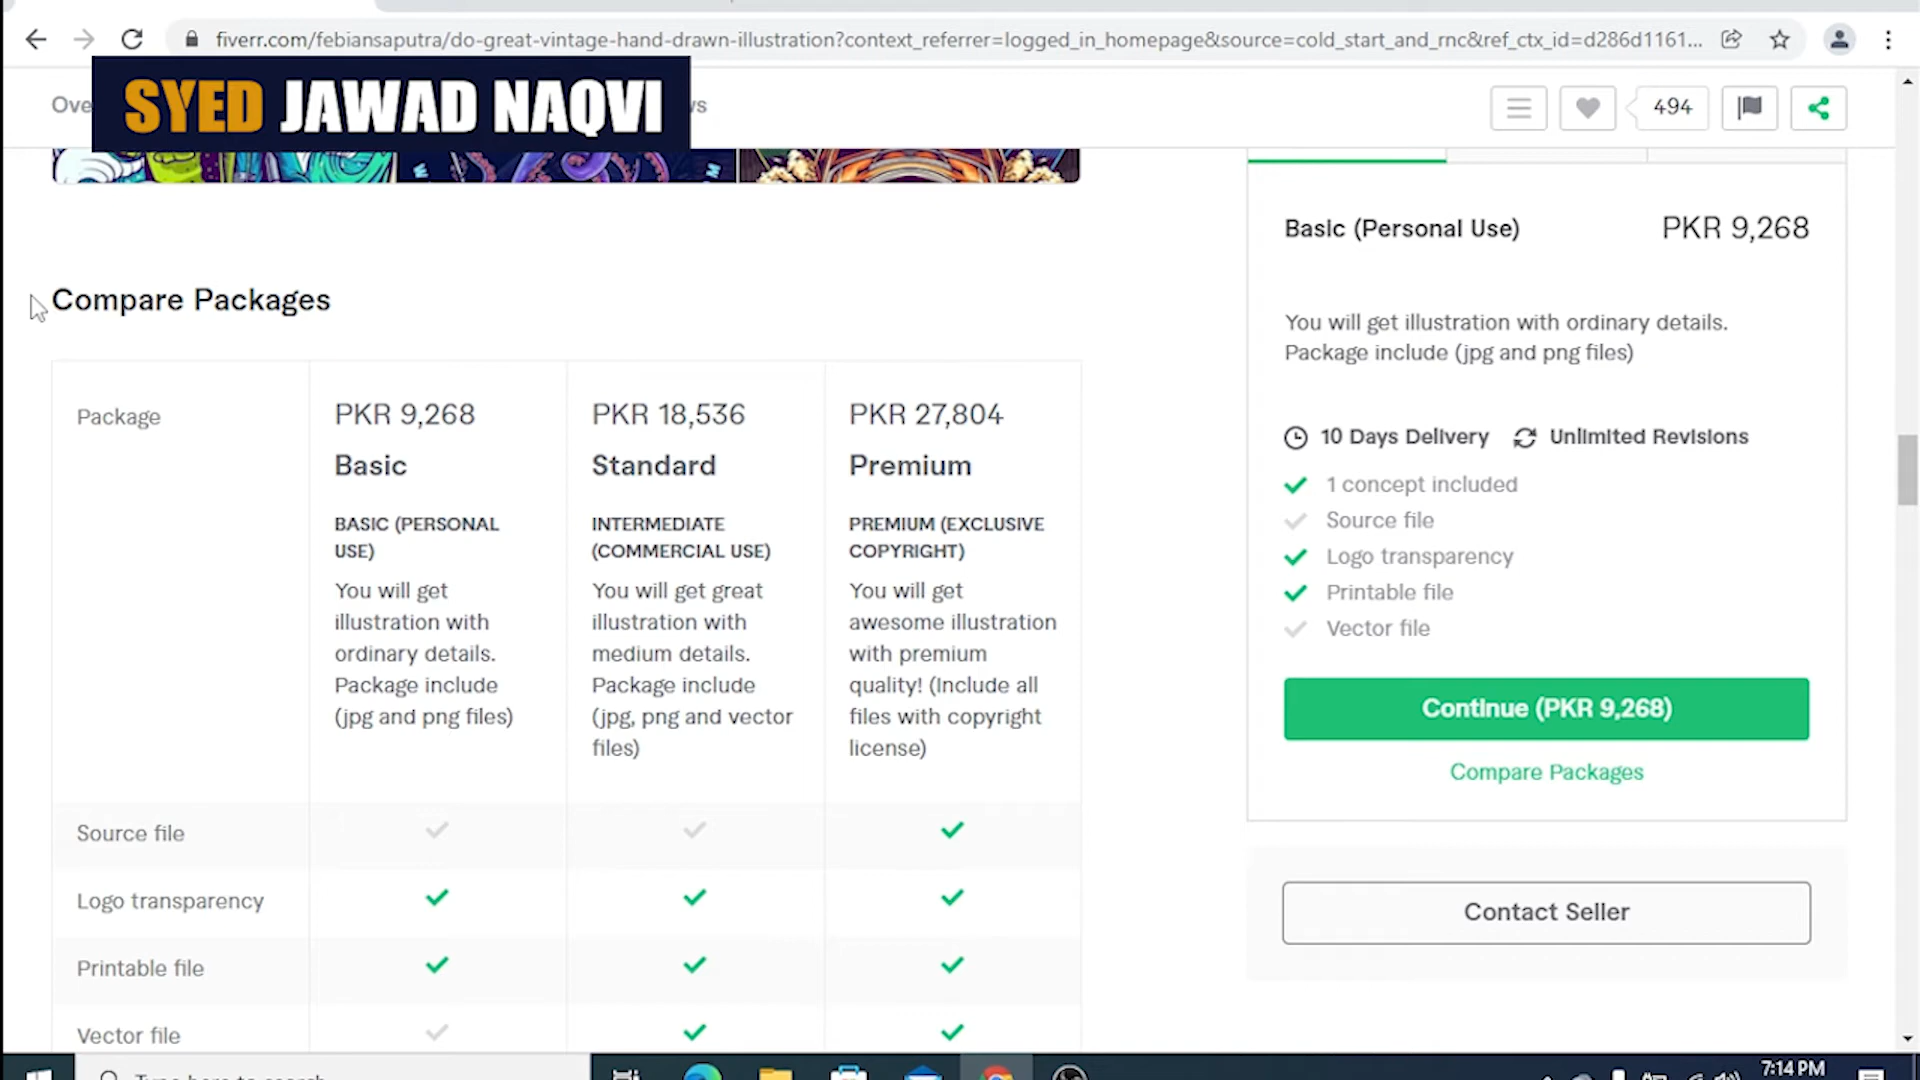 fiverr.com/febiansaputra/do-great-vintage-hand-drawn-illustration?context_referrer=logged_in_homepage&source=cold_start_and_rnc&ref_ctx_id=d286d1161...
SYED JAWAD NAQVI
494
Basic (Personal Use) PKR 9,268
You will get illustration with ordinary details.
Package include (jpg and png files)
10 Days Delivery Unlimited Revisions
1 concept included
Source file
Logo transparency
Printable file
Vector file
Continue (PKR 9,268)
Compare Packages
Contact Seller
Compare Packages
Package
PKR 9,268
Basic
BASIC (PERSONAL
USE)
You will get
illustration with
ordinary details.
Package include
(jpg and png files)
PKR 18,536
Standard
INTERMEDIATE
(COMMERCIAL USE)
You will get great
illustration with
medium details.
Package include
(jpg, png and vector
files)
PKR 27,804
Premium
PREMIUM (EXCLUSIVE
COPYRIGHT)
You will get
awesome illustration
with premium
quality! (Include all
files with copyright
license)
Source file
Logo transparency
Printable file
Vector file
Type here to search
7:14 PM